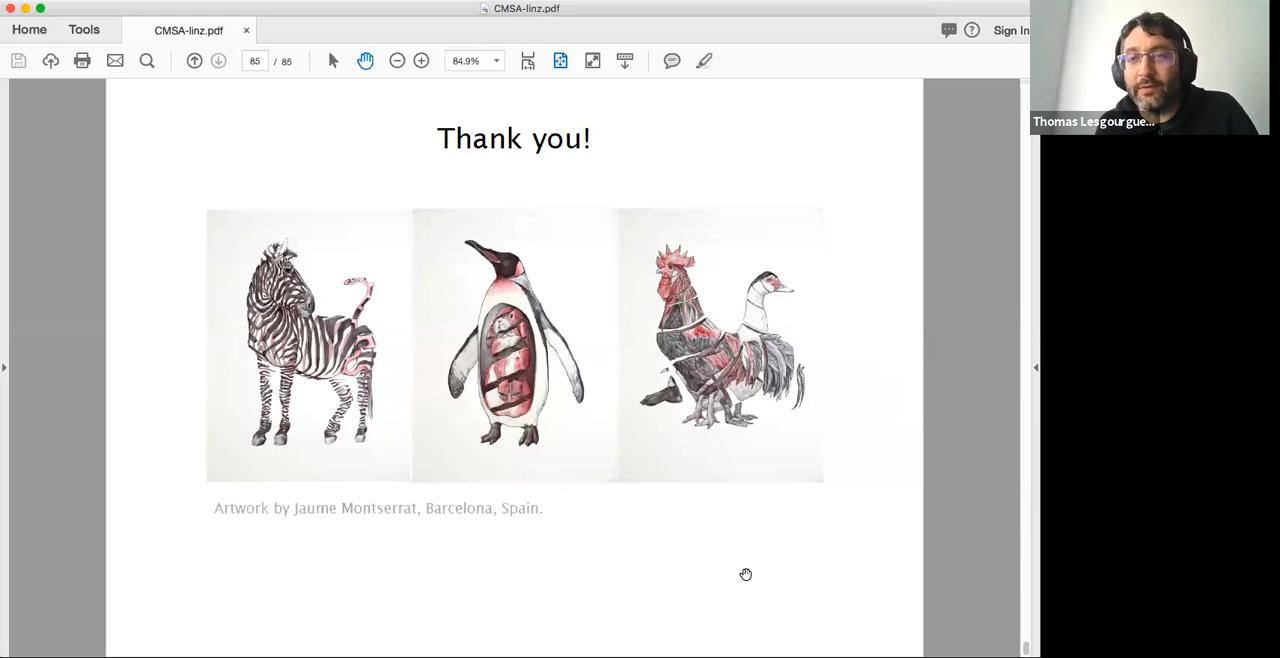 CMSA-linz.pdf
Home
Tools
CMSA-linz.pdf
×
Sign In
85 / 85
84.9%
Thomas Lesgourgue...
Thank you!
Artwork by Jaume Montserrat, Barcelona, Spain.